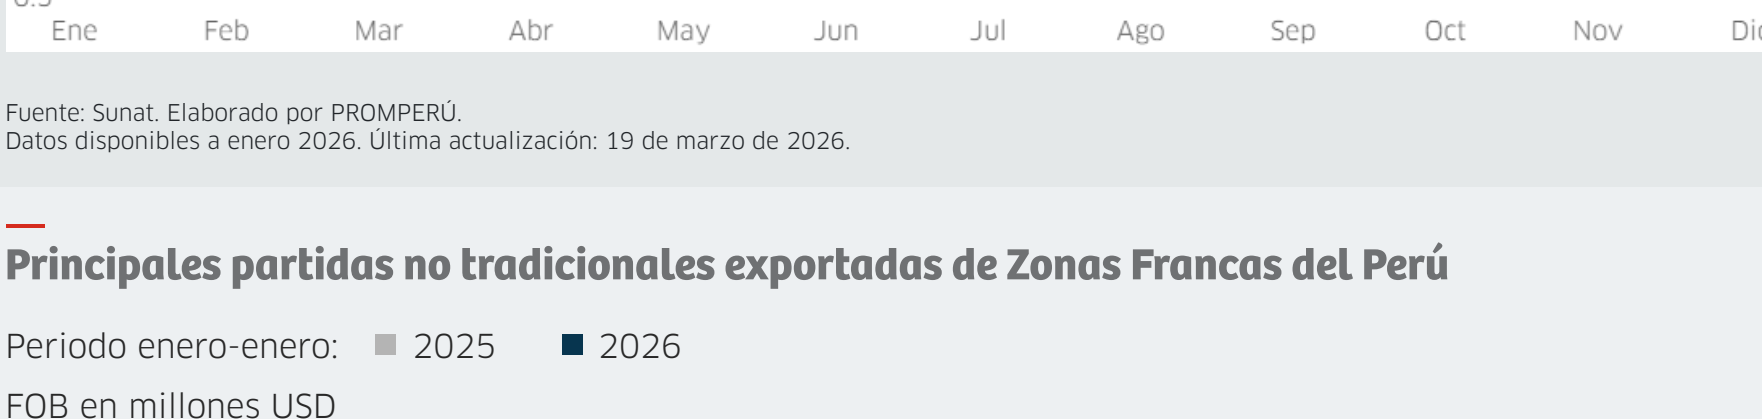 Ene Feb Mar Abr May Jun Jul Ago Sep Oct Nov
Fuente: Sunat. Elaborado por PROMPERÚ.
Datos disponibles a enero 2026. Última actualización: 19 de marzo de 2026.
Principales partidas no tradicionales exportadas de Zonas Francas del Perú
Periodo enero-enero: 2025 2026
FOB en millones USD